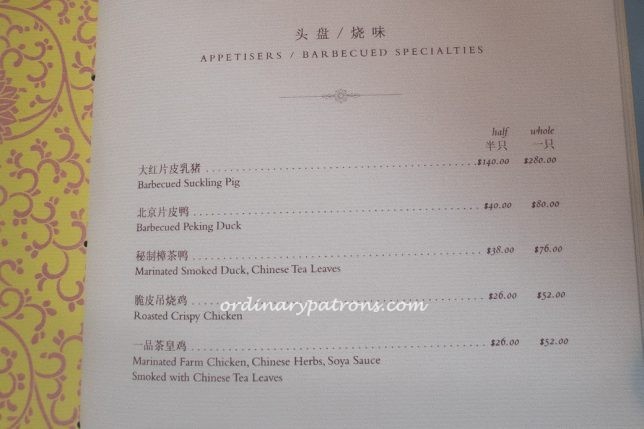 头盘/烧味
APPETISERS / BARBECUED SPECIALTIES
half whole
半只 一只
大红片皮乳猪 $140.00 $280.00
Barbecued Suckling Pig
北京片皮鸭 $40.00 $80.00
Barbecued Peking Duck
秘制樟茶鸭 $38.00 $76.00
Marinated Smoked Duck, Chinese Tea Leaves
脆皮吊烧鸡 $26.00 $52.00
ordinarypatrons.com
Roasted Crispy Chicken
一品茶皇鸡 $26.00 $52.00
Marinated Farm Chicken, Chinese Herbs, Soya Sauce
Smoked with Chinese Tea Leaves